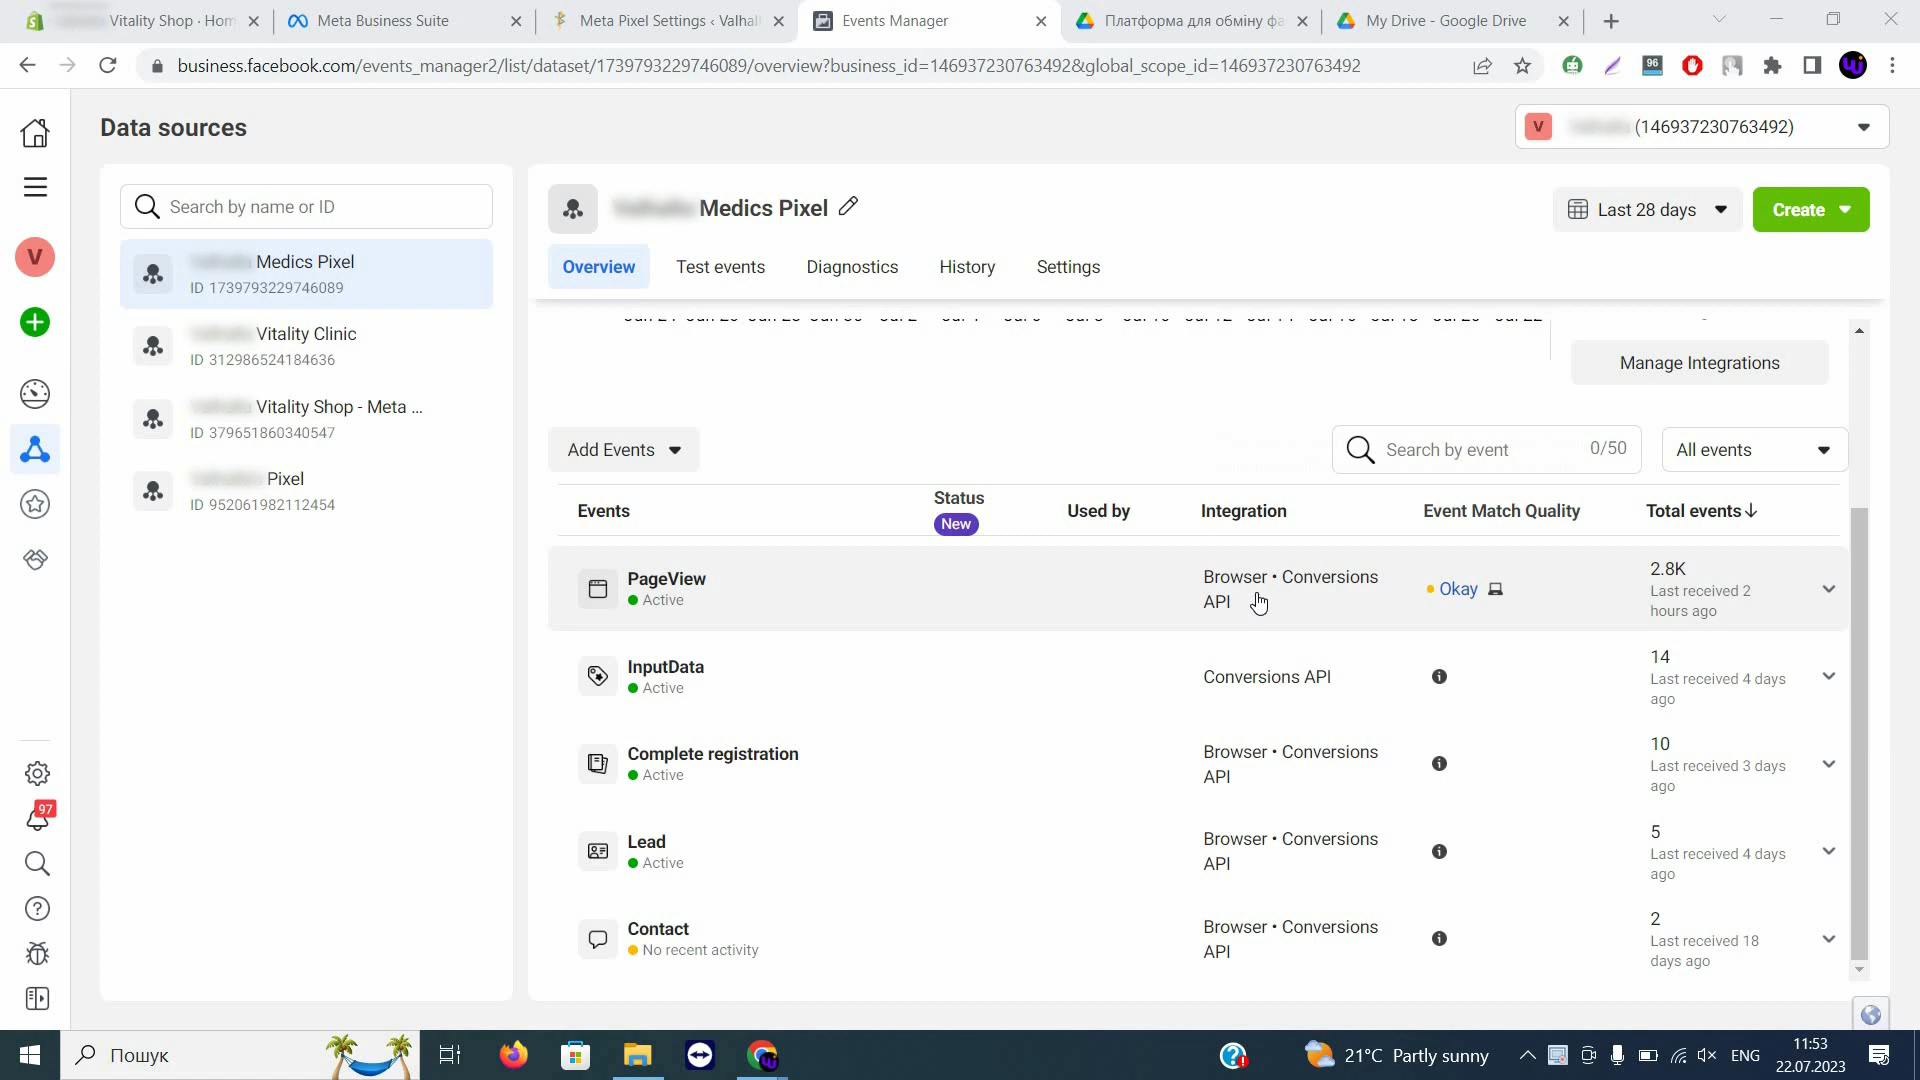 Vitality Shop · Hom
Meta Business Suite
Meta Pixel Settings ‹ Valhall
Events Manager
Платформа для обміну фа
My Drive - Google Drive
business.facebook.com/events_manager2/list/dataset/1739793229746089/overview?business_id=146937230763492&global_scope_id=146937230763492
96
Data sources
V
(146937230763492)
Search by name or ID
Medics Pixel
ID 1739793229746089
Vitality Clinic
ID 312986524184636
Vitality Shop - Meta ...
ID 379651860340547
Pixel
ID 952061982112454
V
97
Medics Pixel
Last 28 days
Create
Overview
Test events
Diagnostics
History
Settings
Manage Integrations
Add Events
Search by event
0/50
All events
Events
Status
New
Used by
Integration
Event Match Quality
Total events
PageView
Active
Browser • Conversions
API
Okay
2.8K
Last received 2
hours ago
InputData
Active
Conversions API
14
Last received 4 days
ago
Complete registration
Active
Browser • Conversions
API
10
Last received 3 days
ago
Lead
Active
Browser • Conversions
API
5
Last received 4 days
ago
Contact
No recent activity
Browser • Conversions
API
2
Last received 18
days ago
Пошук
21°C Partly sunny
ENG
11:53
22.07.2023